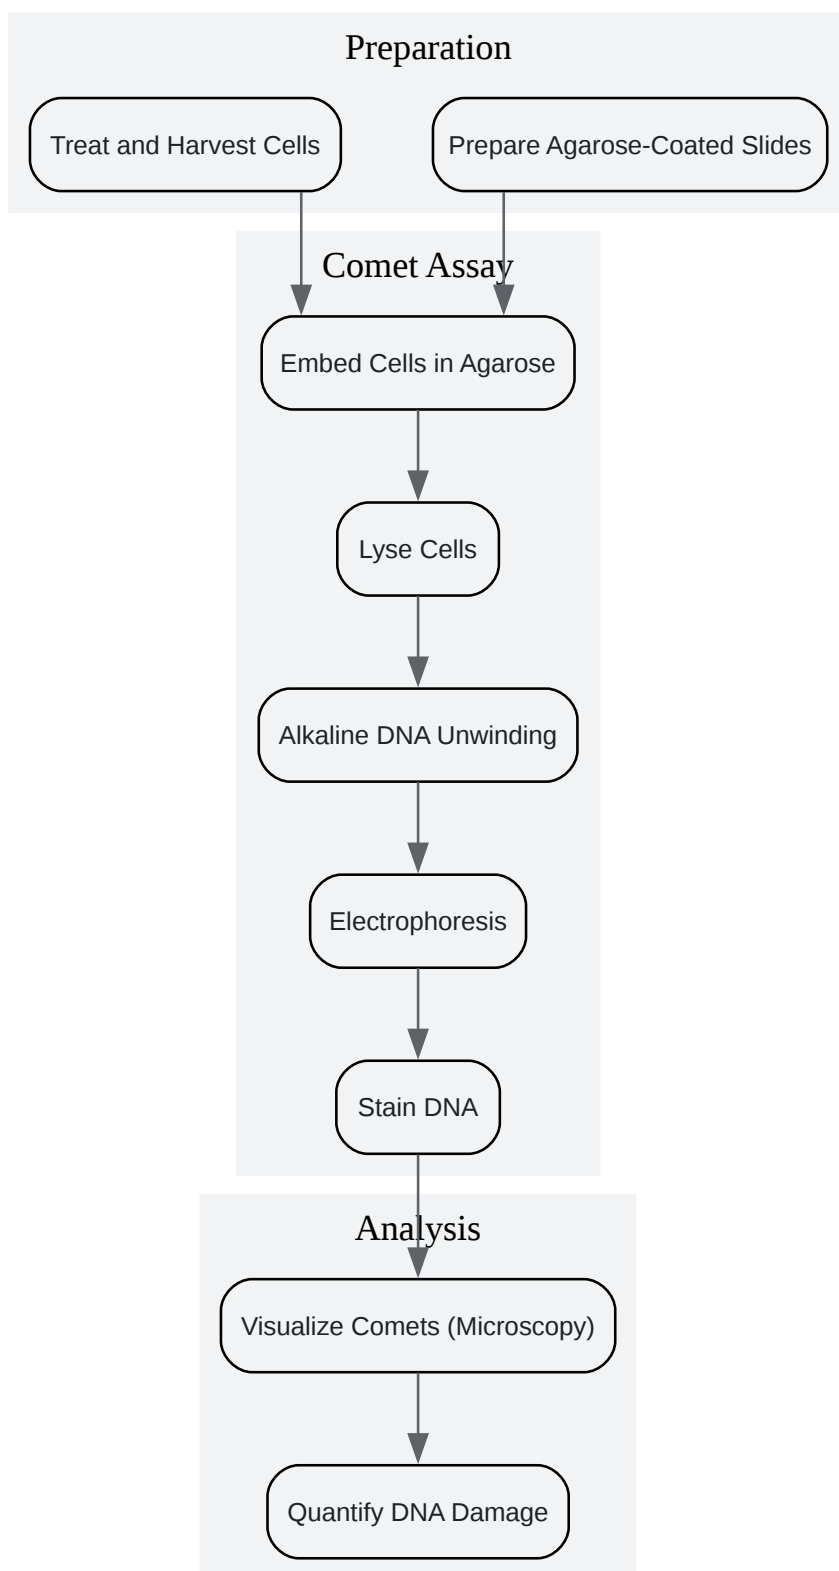 Preparation
Treat and Harvest Cells
Prepare Agarose-Coated Slides
Comet Assay
Embed Cells in Agarose
Lyse Cells
Alkaline DNA Unwinding
Electrophoresis
Stain DNA
Analysis
Visualize Comets (Microscopy)
Quantify DNA Damage